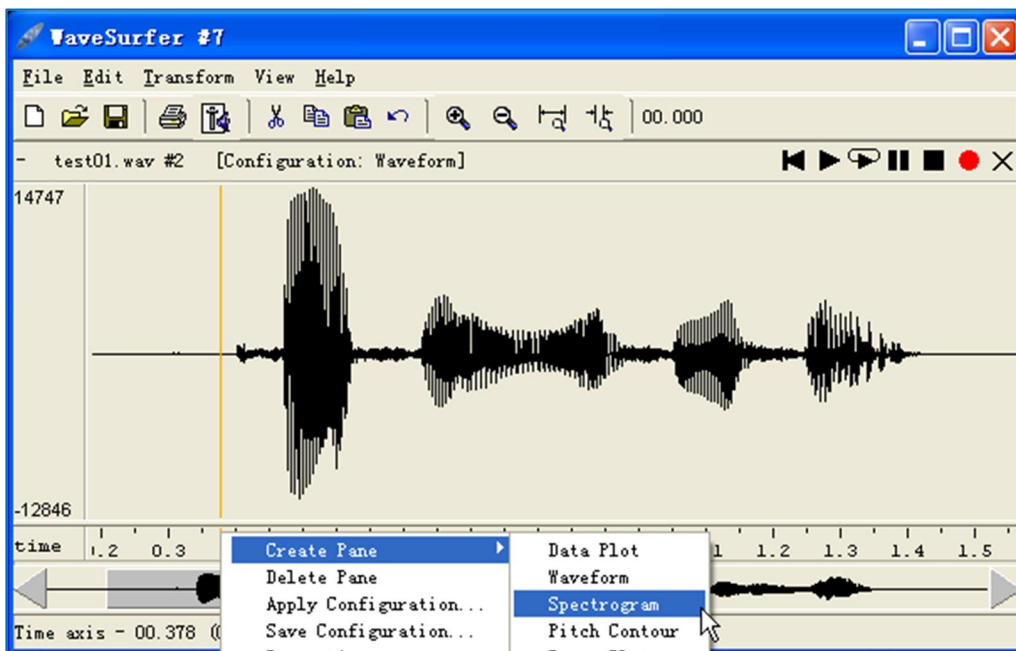 WaveSurfer #7
File Edit Transform View Help
00.000
- test01.wav #2 [Configuration: Waveform]
14747
-12846
time 0.3 1.2 1.3 1.4 1.5
Create Pane
Delete Pane
Apply Configuration...
Save Configuration...
Data Plot
Waveform
Spectrogram
Pitch Contour
Time axis - 00.378